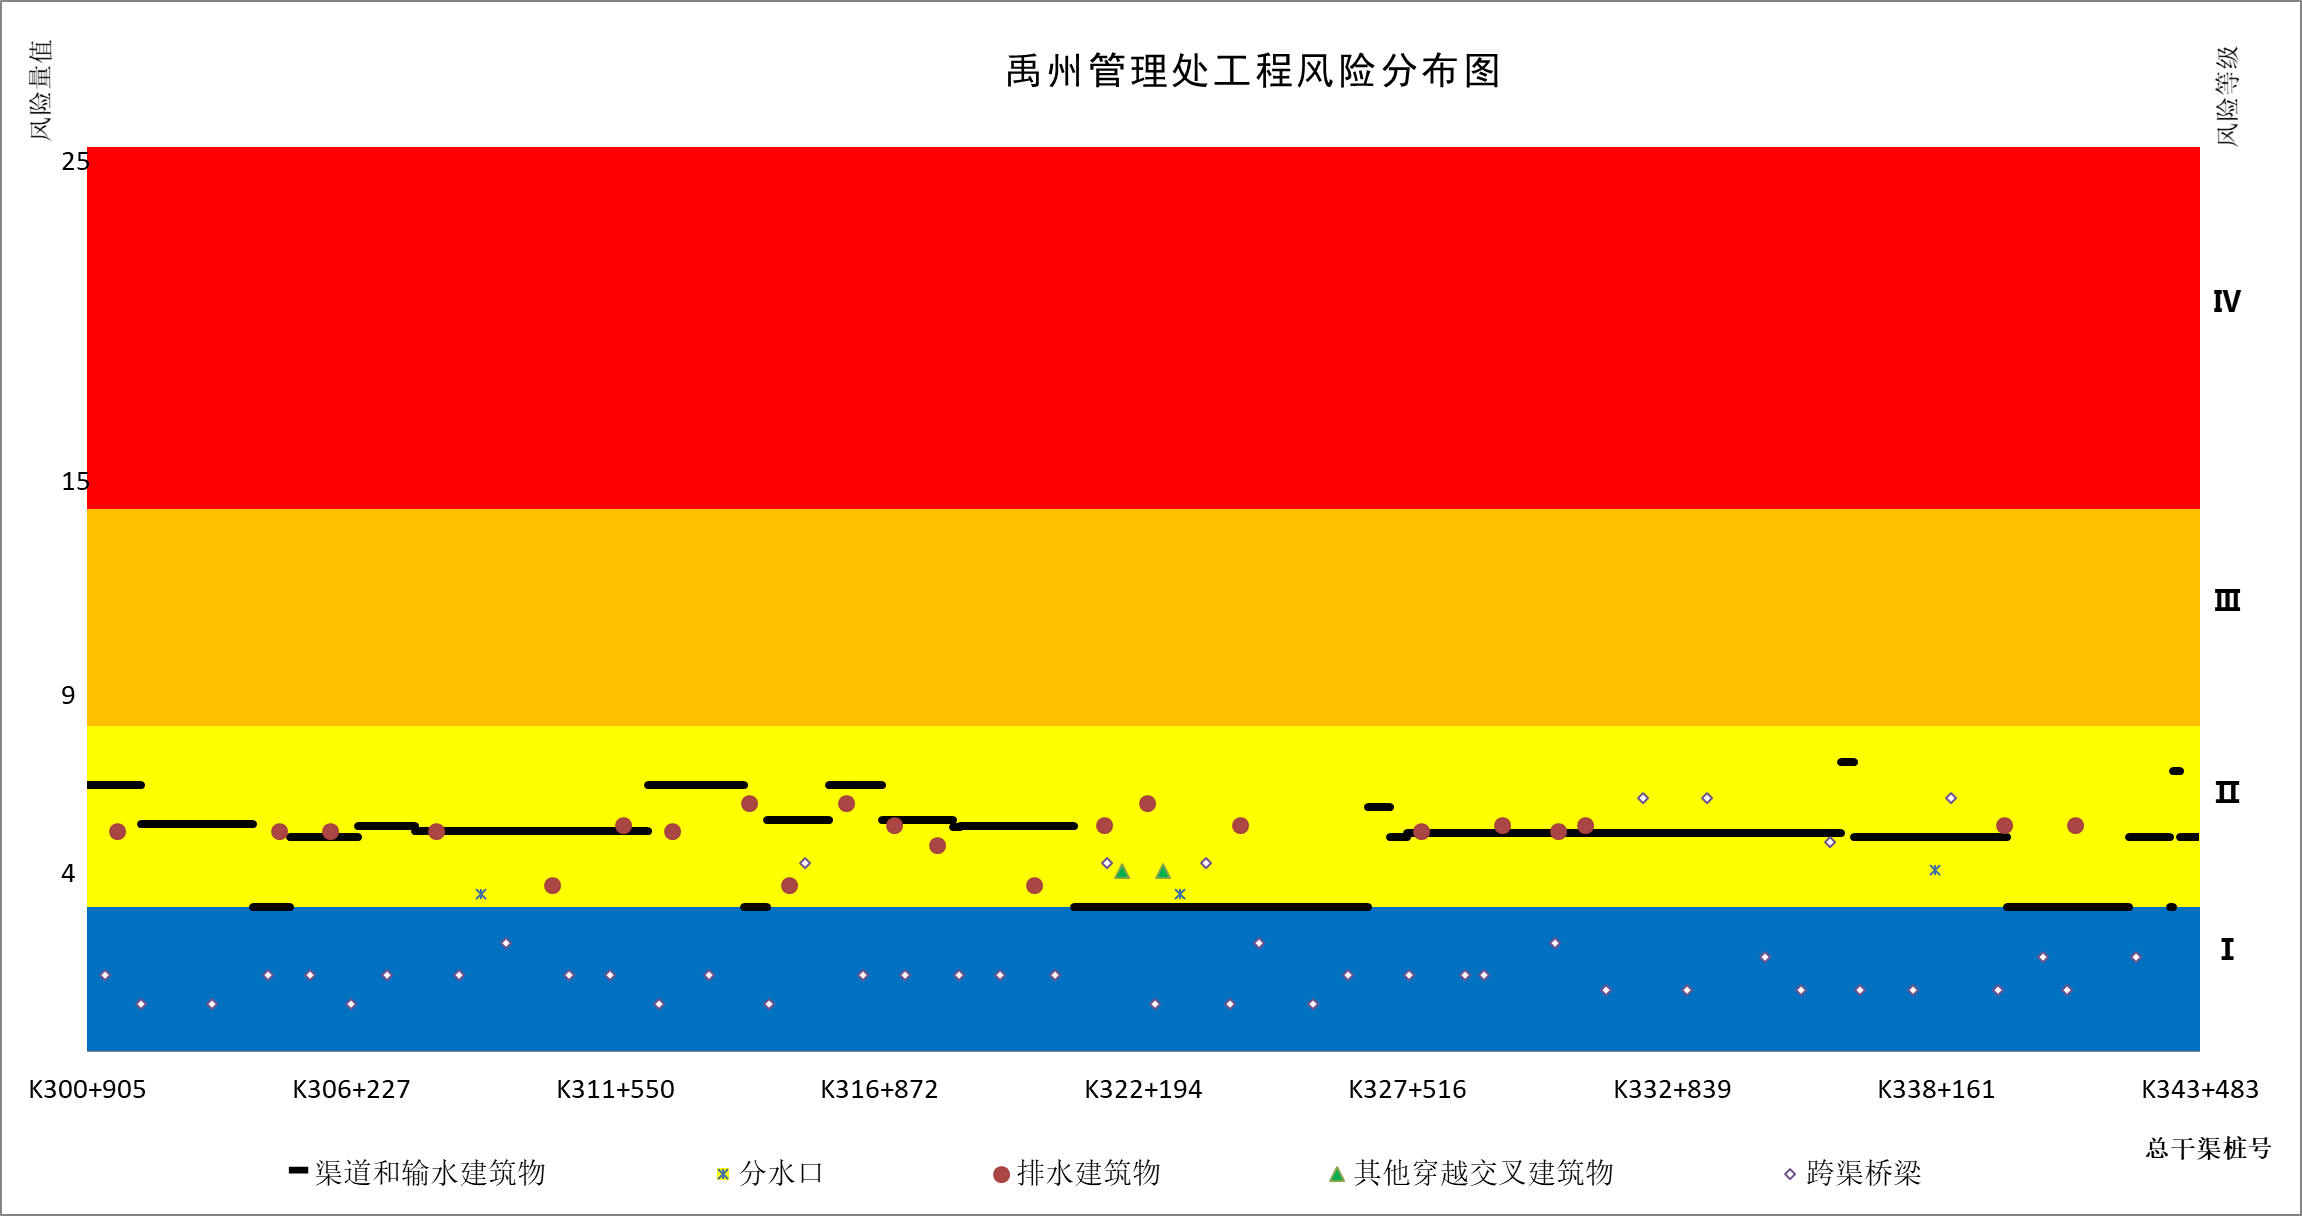 禹州管理处工程风险分布图
风险量值
风险等级
25
15
9
4
Ⅳ
Ⅲ
Ⅱ
Ⅰ
K300+905 K306+227 K311+550 K316+872 K322+194 K327+516 K332+839 K338+161 K343+483
总干渠桩号
渠道和输水建筑物 分水口 排水建筑物 其他穿越交叉建筑物 跨渠桥梁